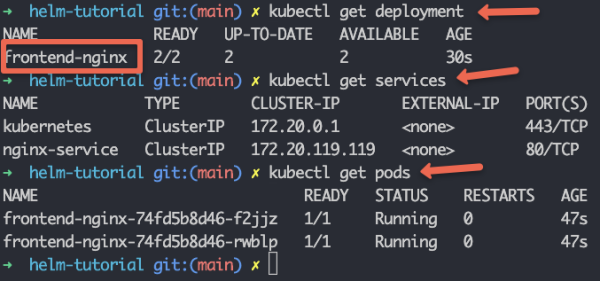 ➜ helm-tutorial git:(main) ✗ kubectl get deployment
NAME READY UP-TO-DATE AVAILABLE AGE
frontend-nginx 2/2 2 2 30s
➜ helm-tutorial git:(main) ✗ kubectl get services
NAME TYPE CLUSTER-IP EXTERNAL-IP PORT(S)
kubernetes ClusterIP 172.20.0.1 <none> 443/TCP
nginx-service ClusterIP 172.20.119.119 <none> 80/TCP
➜ helm-tutorial git:(main) ✗ kubectl get pods
NAME READY STATUS RESTARTS AGE
frontend-nginx-74fd5b8d46-f2jjz 1/1 Running 0 47s
frontend-nginx-74fd5b8d46-rwblp 1/1 Running 0 47s
➜ helm-tutorial git:(main) ✗